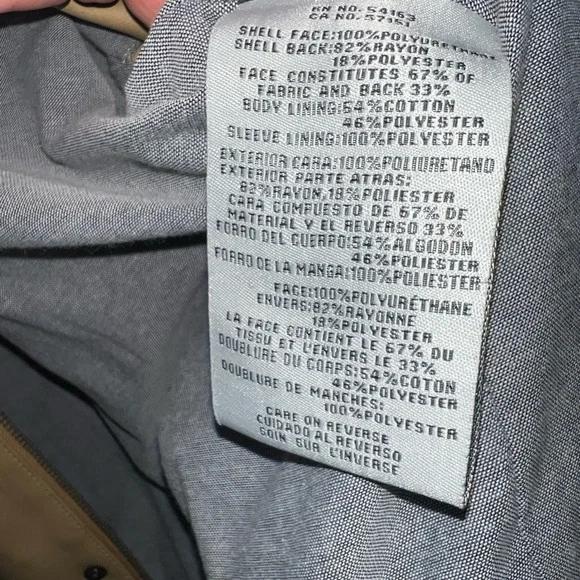 RN NO. 54163
CA NO. 57151
SHELL FACE:100%POLYURETHANE
SHELL BACK:82%RAYON
18%POLYESTER
FACE CONSTITUTES 67% OF
FABRIC AND BACK 33%
BODY LINING:54%COTTON
46%POLYESTER
SLEEVE LINING:100%POLYESTER
EXTERIOR CARA:100%POLIURETANO
EXTERIOR PARTE ATRAS:
82%RAYON,18%POLIESTER
CARA COMPUESTO DE 67% DE
MATERIAL Y EL REVERSO 33%
FORRO DEL CUERPO:54%ALGODON
46%POLIESTER
FORRO DE LA MANGA:100%POLIESTER
FACE:100%POLYURÉTHANE
ENVERS:82%RAYONNE
18%POLYESTER
LA FACE CONTIENT LE 67% DU
TISSU ET L'ENVERS LE 33%
DOUBLURE DU CORPS:54%COTON
46%POLYESTER
DOUBLURE DE MANCHES:
100%POLYESTER
CARE ON REVERSE
CUIDADO AL REVERSO
SOIN SUR L'INVERSE